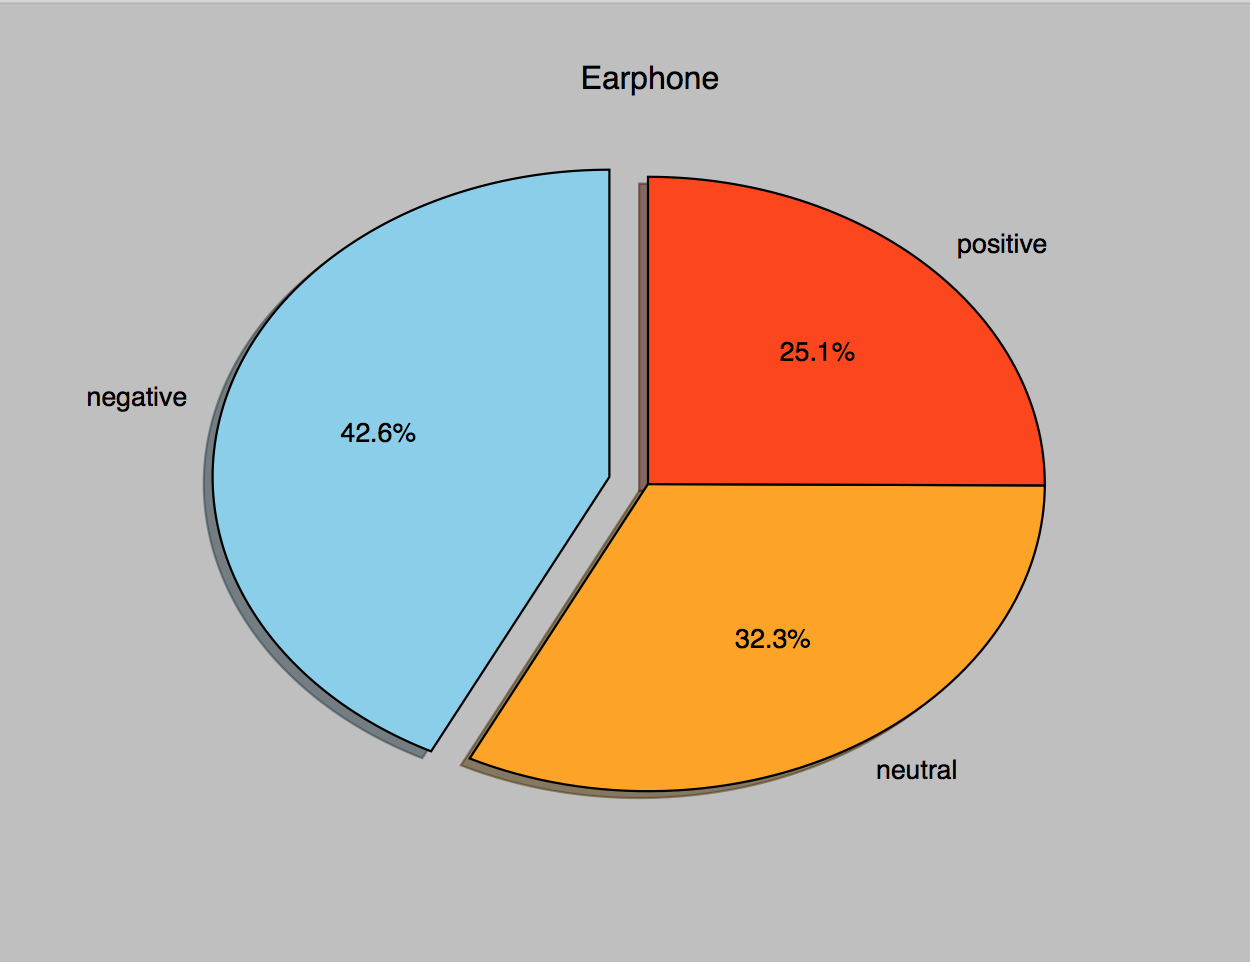 Earphone
positive
25.1%
negative
42.6%
32.3%
neutral